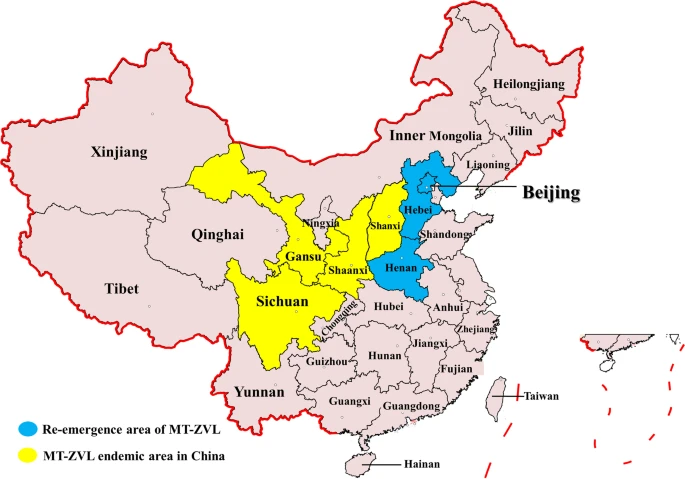 Heilongjiang
Jilin
Inner Mongolia
Xinjiang
Liaoning
Beijing
Hebei
Ningxia
Shanxi
Qinghai
Shandong
Gansu
Shaanxi
Henan
Tibet
Sichuan
Chongqing
Hubei
Anhui
Zhejiang
Jiangxi
Hunan
Guizhou
Fujian
Yunnan
Taiwan
Guangxi
Guangdong
Re-emergence area of MT-ZVL
MT-ZVL endemic area in China
Hainan